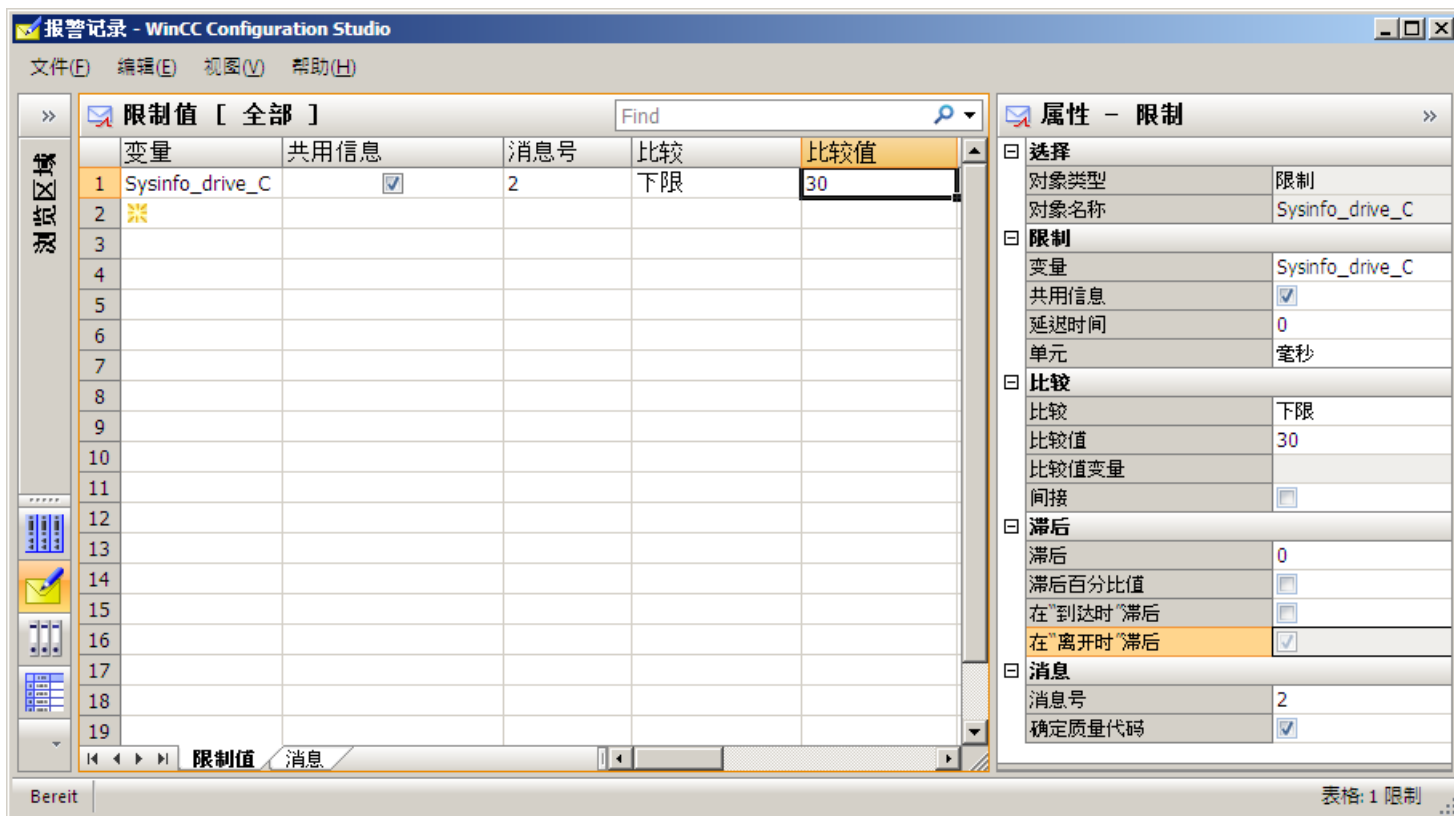 报警记录 - WinCC Configuration Studio
文件(F) 编辑(E) 视图(V) 帮助(H)
浏览区域
限制值 [ 全部 ]
Find
变量 共用信息 消息号 比较 比较值
1 Sysinfo_drive_C 2 下限 30
2
3
4
5
6
7
8
9
10
11
12
13
14
15
16
17
18
19
限制值 消息
属性 - 限制
选择
对象类型 限制
对象名称 Sysinfo_drive_C
限制
变量 Sysinfo_drive_C
共用信息
延迟时间 0
单元 毫秒
比较
比较 下限
比较值 30
比较值变量
间接
滞后
滞后 0
滞后百分比值
在"到达时"滞后
在"离开时"滞后
消息
消息号 2
确定质量代码
Bereit
表格: 1 限制